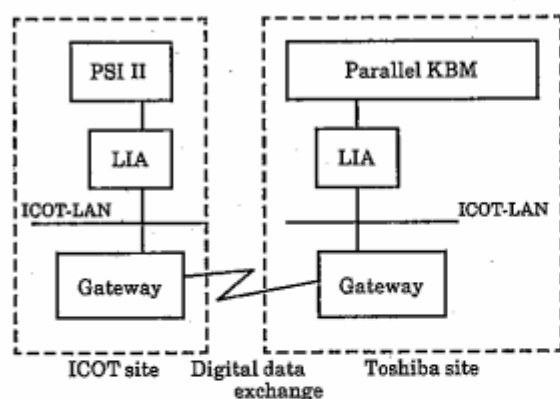 PSI II
Parallel KBM
LIA
LIA
ICOT-LAN
ICOT-LAN
Gateway
Gateway
ICOT site
Digital data
exchange
Toshiba site